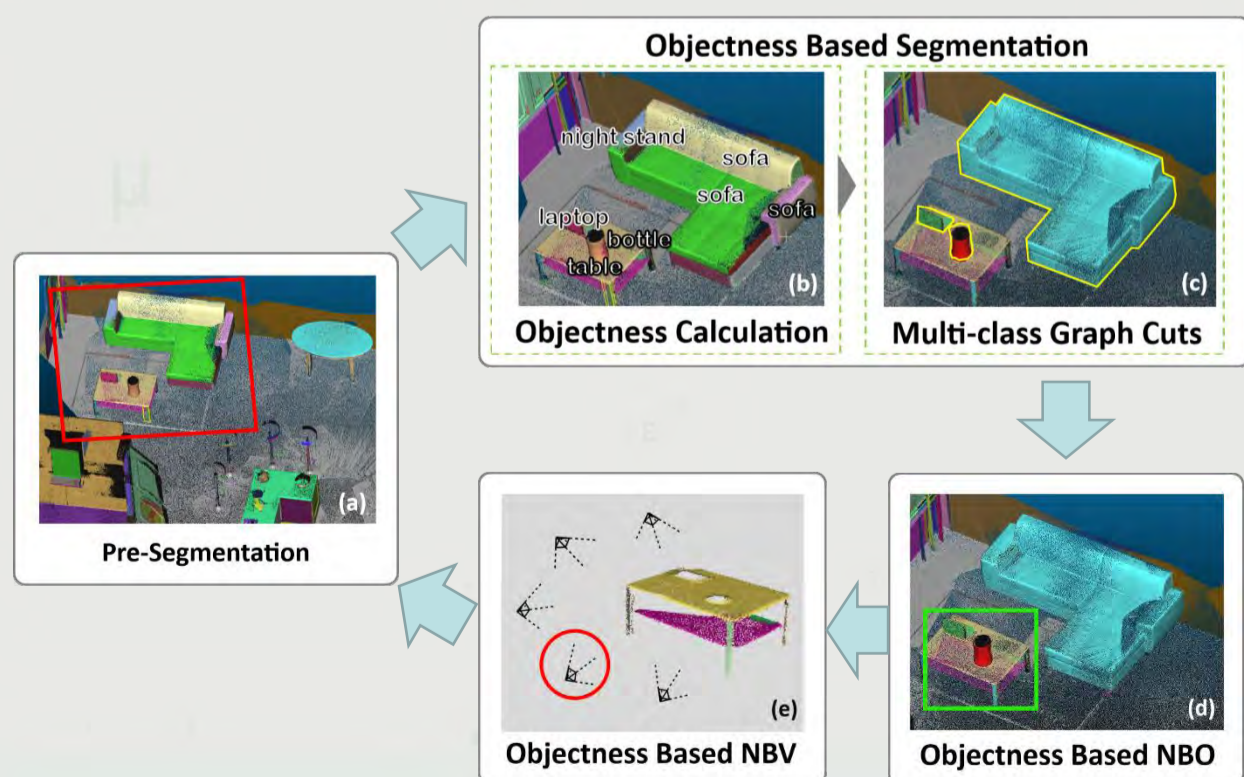 Objectness Based Segmentation
night stand
sofa
sofa
sofa
laptop
bottle
table
(b)
(c)
Objectness Calculation
Multi-class Graph Cuts
(a)
Pre-Segmentation
(e)
Objectness Based NBV
(d)
Objectness Based NBO